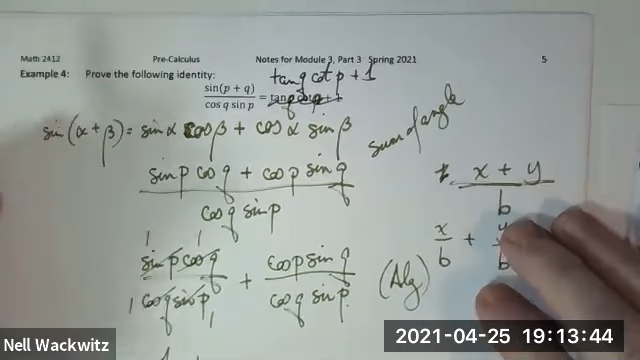 Math 2412 Pre-Calculus Notes for Module 3, Part 3 Spring 2021 5
Example 4: Prove the following identity: tan q cot p + 1
sin(p + q)
cos q sin p = tan q cot p + 1
sin (α + β) = sin α cos β + cos α sin β
sum of angle
sin p cos q + cos p sin q
cos q sin p
x + y
b
1 1
sin p cos q + cos p sin q
1 cos q sin p cos q sin p
1
(Alg)
x + y
b b
Nell Wackwitz
2021-04-25 19:13:44